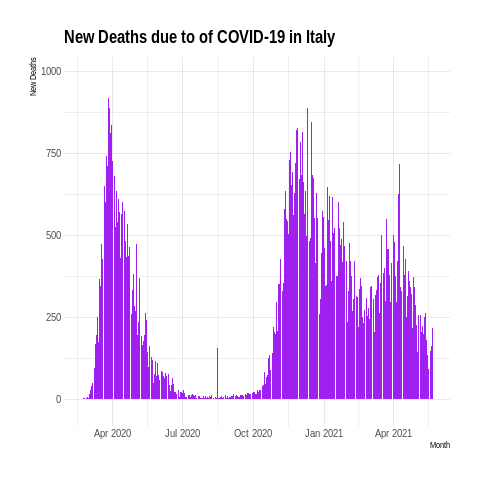 New Deaths due to of COVID-19 in Italy
New Deaths
1000
750
500
250
0
Apr 2020 Jul 2020 Oct 2020 Jan 2021 Apr 2021
Month